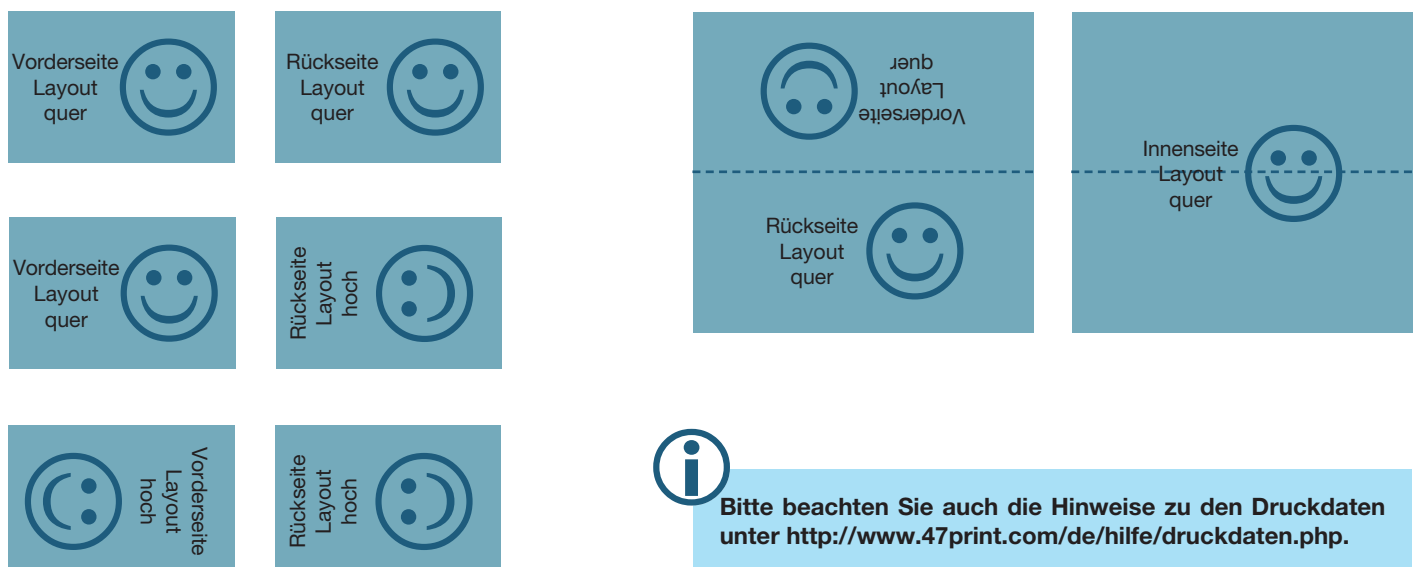 Vorderseite
Layout
quer
Rückseite
Layout
quer
Vorderseite
Layout
quer
Rückseite
Layout
hoch
Vorderseite
Layout
hoch
Rückseite
Layout
hoch
Vorderseite
Layout
quer
Rückseite
Layout
quer
Innenseite
Layout
quer
i
Bitte beachten Sie auch die Hinweise zu den Druckdaten
unter http://www.47print.com/de/hilfe/druckdaten.php.